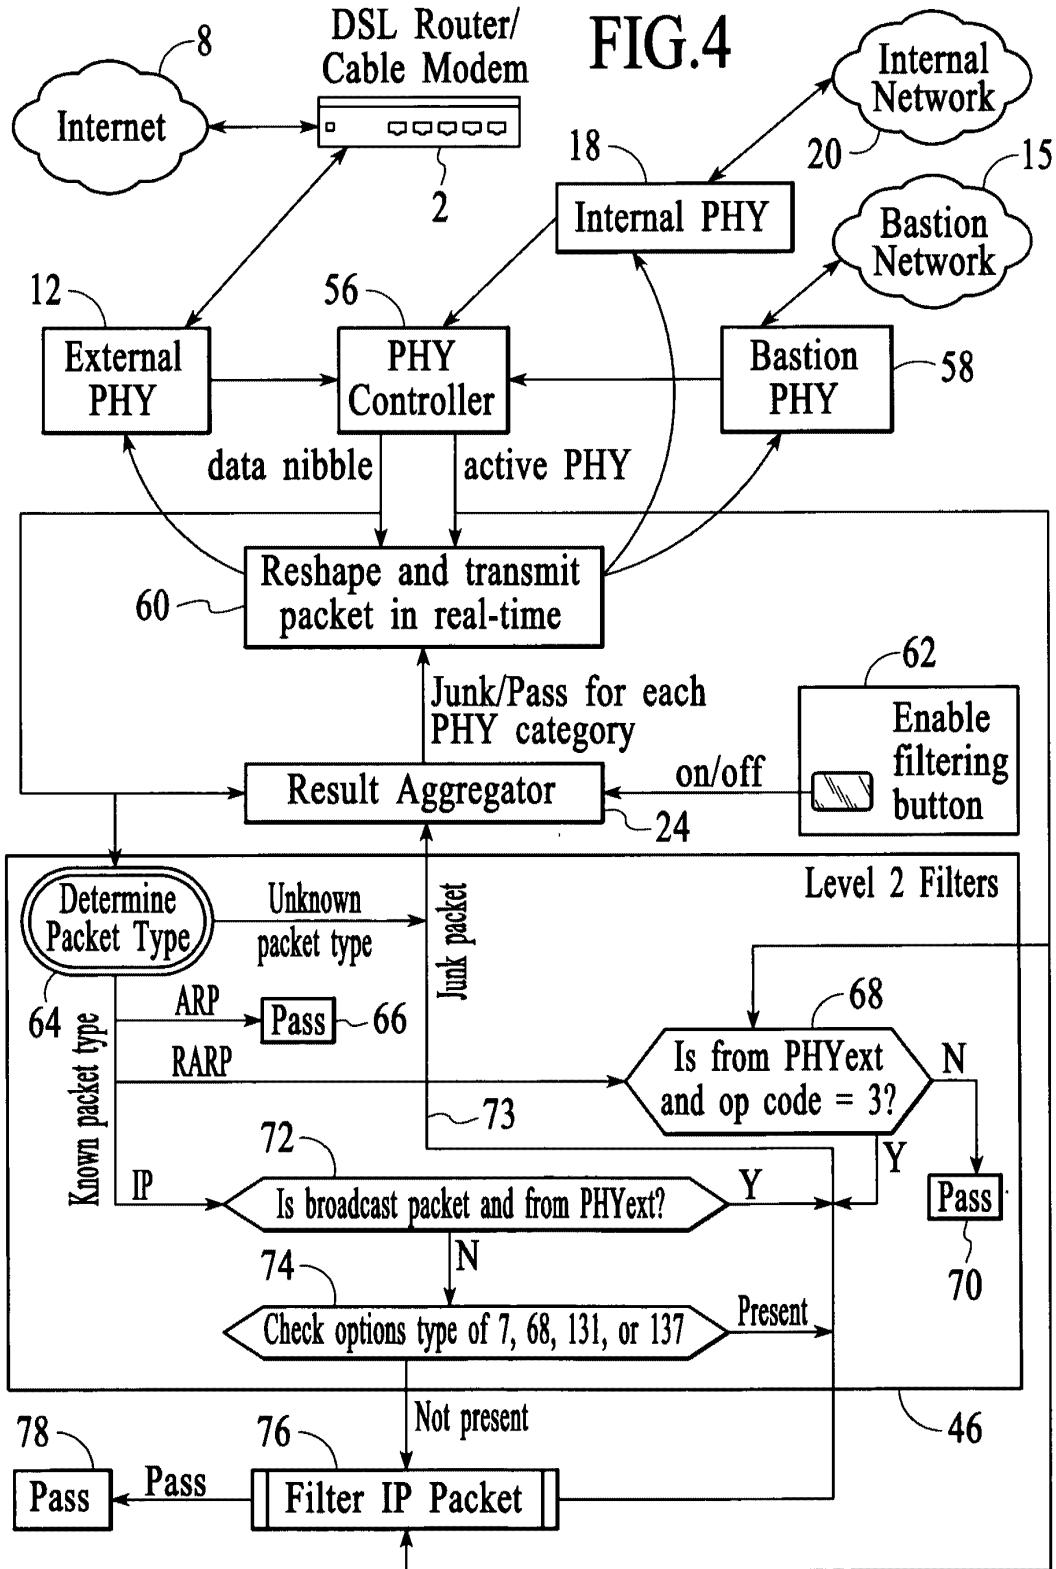 FIG.4
8
Internet
DSL Router/
Cable Modem
2
18
Internal PHY
Internal
Network
20
15
Bastion
Network
12
External
PHY
56
PHY
Controller
Bastion
PHY
58
data nibble
active PHY
60
Reshape and transmit
packet in real-time
Junk/Pass for each
PHY category
62
Enable
filtering
button
on/off
Result Aggregator
24
Level 2 Filters
Determine
Packet Type
64
Unknown
packet type
Junk packet
Known packet type
ARP
Pass
66
RARP
68
Is from PHYext
and op code = 3?
N
Y
73
Pass
70
72
IP
Is broadcast packet and from PHYext?
Y
N
74
Check options type of 7, 68, 131, or 137
Present
Not present
46
78
Pass
Pass
76
Filter IP Packet